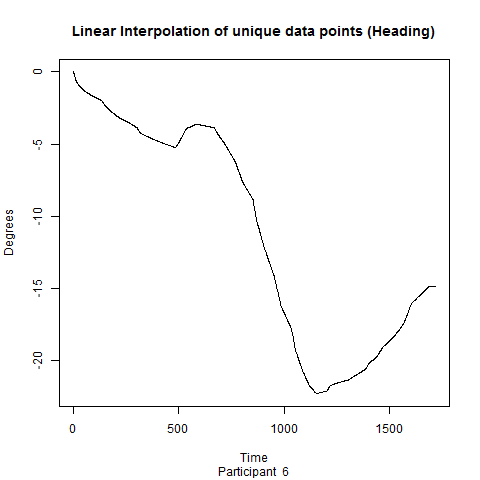 Linear Interpolation of unique data points (Heading)
0
-5
-10
-15
-20
Degrees
0 500 1000 1500
Time
Participant 6